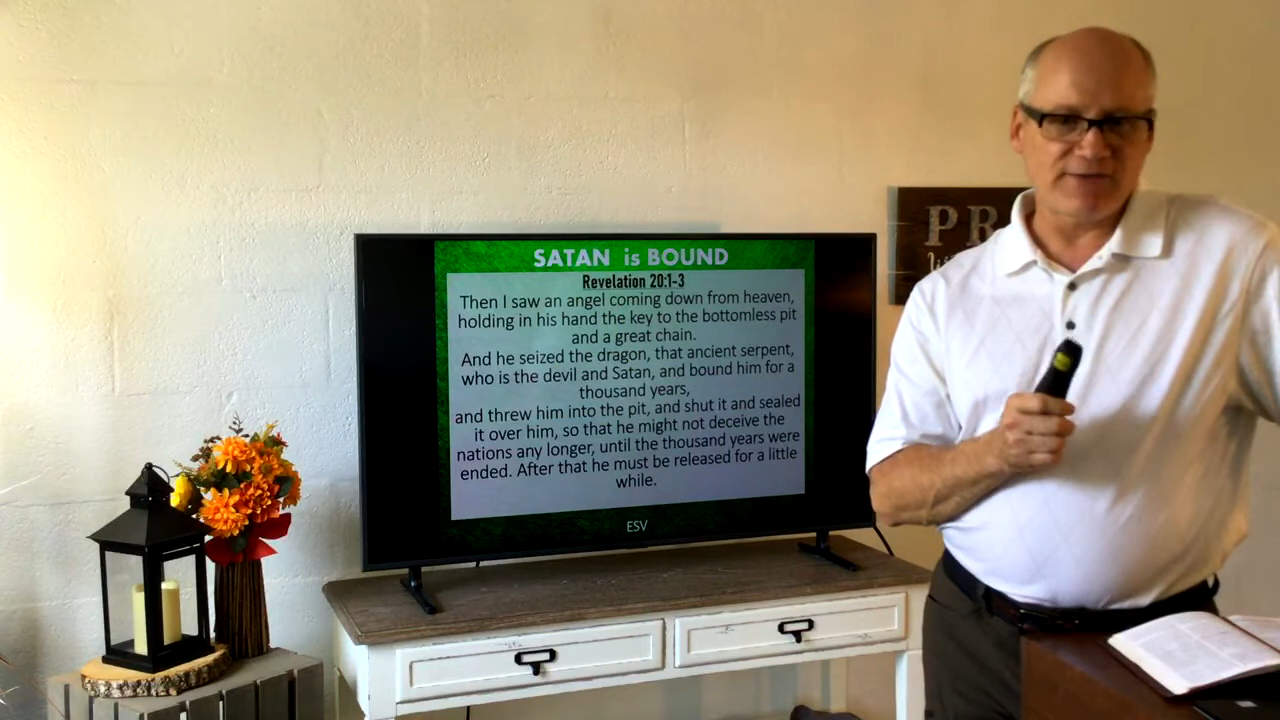 SATAN is BOUND
Revelation 20:1-3
Then I saw an angel coming down from heaven,
holding in his hand the key to the bottomless pit
and a great chain.
And he seized the dragon, that ancient serpent,
who is the devil and Satan, and bound him for a
thousand years,
and threw him into the pit, and shut it and sealed
it over him, so that he might not deceive the
nations any longer, until the thousand years were
ended. After that he must be released for a little
while.
ESV
PR